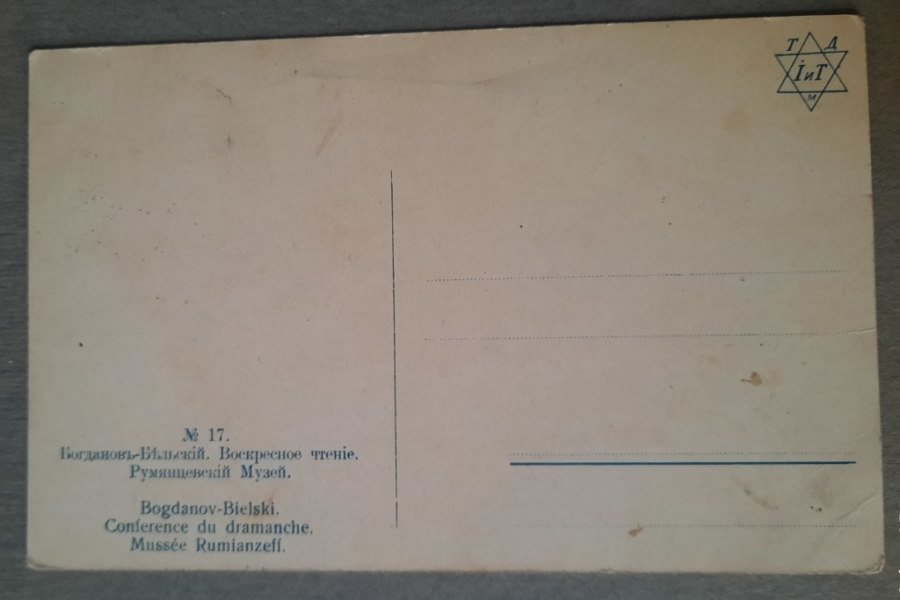 Т Д
ІиТ
М
№ 17.
Богдановъ-Бѣльскій. Воскресное чтеніе.
Румянцевскій Музей.
Bogdanov-Bielski.
Conference du dramanche.
Mussée Rumianzeff.